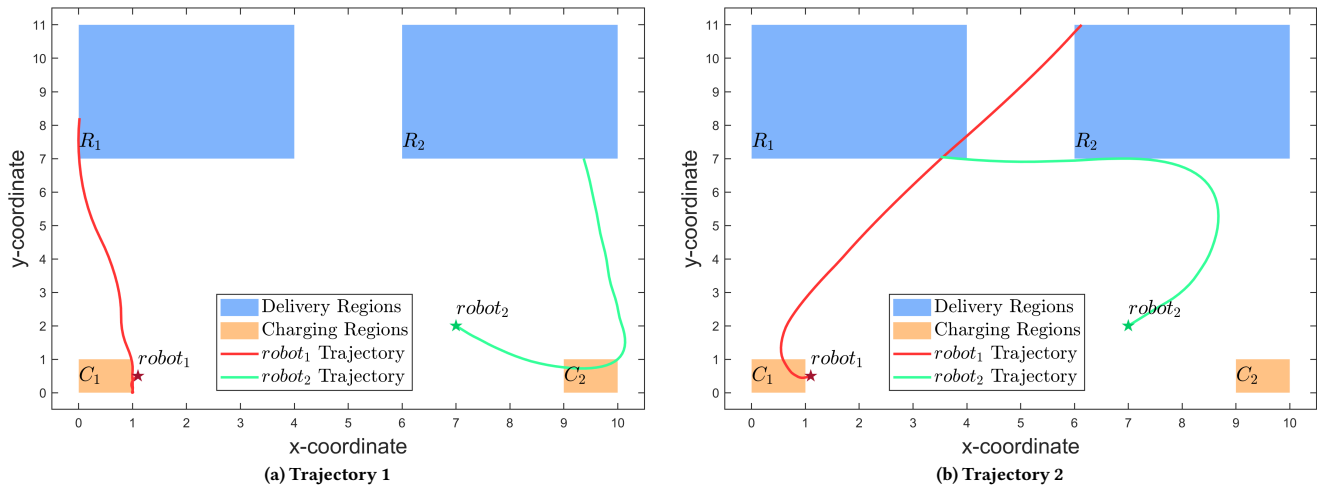 11
10
9
8
7
6
5
4
3
2
1
0
y-coordinate
R₁
R₂
robot₂
robot₁
C₁
C₂
Delivery Regions
Charging Regions
robot₁ Trajectory
robot₂ Trajectory
0 1 2 3 4 5 6 7 8 9 10
x-coordinate
(a) Trajectory 1
11
10
9
8
7
6
5
4
3
2
1
0
y-coordinate
R₁
R₂
robot₂
robot₁
C₁
C₂
Delivery Regions
Charging Regions
robot₁ Trajectory
robot₂ Trajectory
0 1 2 3 4 5 6 7 8 9 10
x-coordinate
(b) Trajectory 2